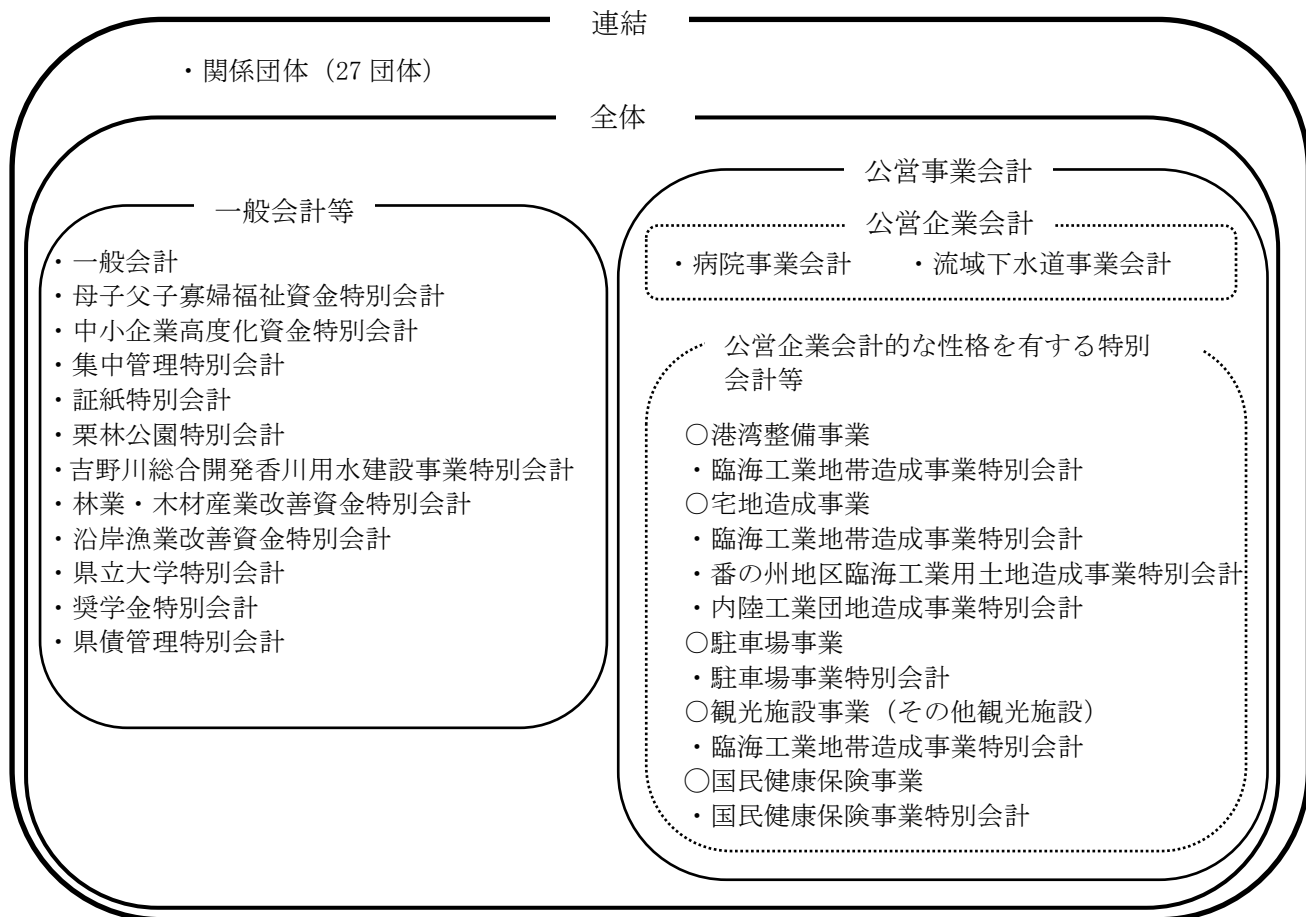 連結
・関係団体（27 団体）
全体
一般会計等
・一般会計
・母子父子寡婦福祉資金特別会計
・中小企業高度化資金特別会計
・集中管理特別会計
・証紙特別会計
・栗林公園特別会計
・吉野川総合開発香川用水建設事業特別会計
・林業・木材産業改善資金特別会計
・沿岸漁業改善資金特別会計
・県立大学特別会計
・奨学金特別会計
・県債管理特別会計
公営事業会計
公営企業会計
・病院事業会計　・流域下水道事業会計
公営企業会計的な性格を有する特別
会計等
○港湾整備事業
・臨海工業地帯造成事業特別会計
○宅地造成事業
・臨海工業地帯造成事業特別会計
・番の州地区臨海工業用土地造成事業特別会計
・内陸工業団地造成事業特別会計
○駐車場事業
・駐車場事業特別会計
○観光施設事業（その他観光施設）
・臨海工業地帯造成事業特別会計
○国民健康保険事業
・国民健康保険事業特別会計